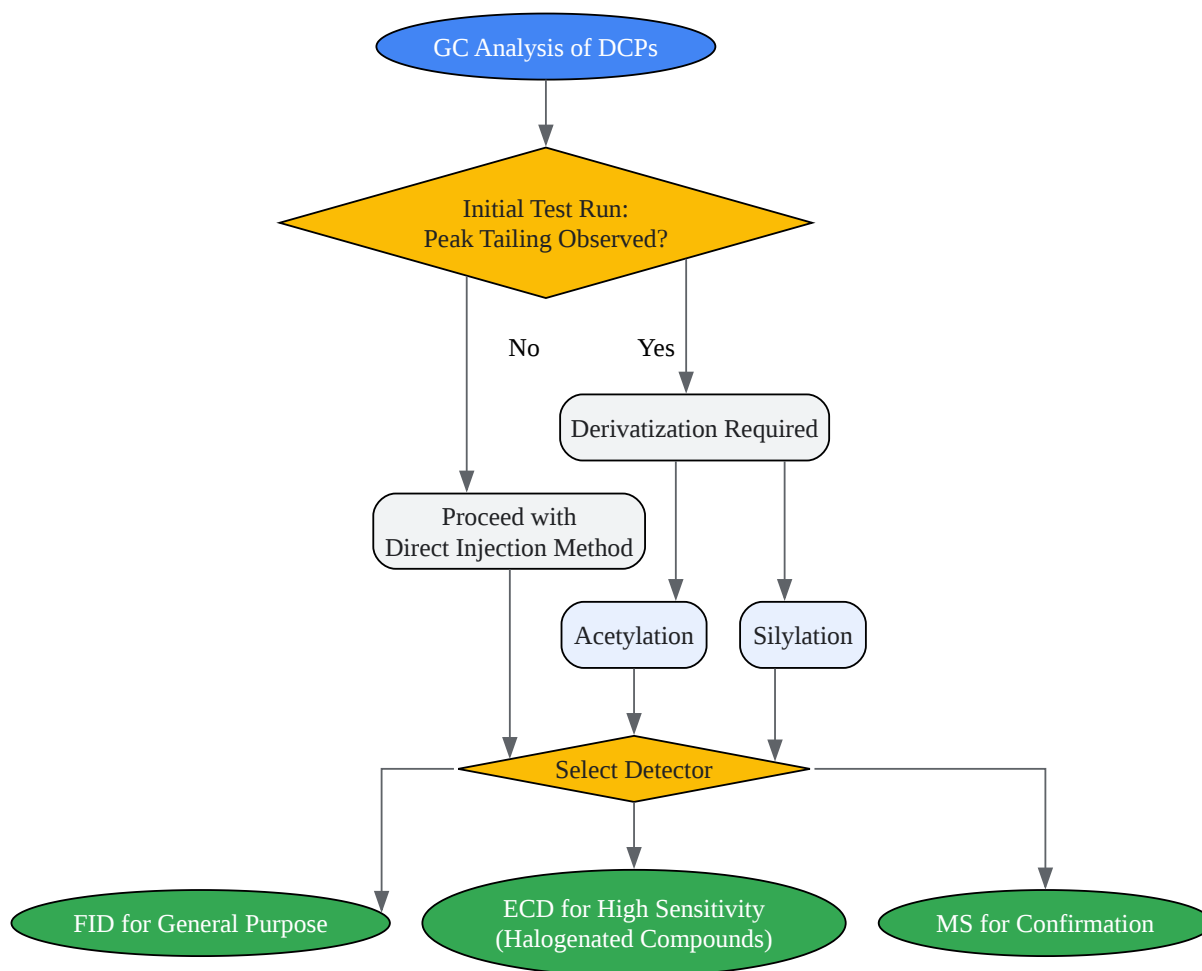 GC Analysis of DCPs
Initial Test Run:
Peak Tailing Observed?
No
Yes
Derivatization Required
Proceed with
Direct Injection Method
Acetylation
Silylation
Select Detector
FID for General Purpose
ECD for High Sensitivity
(Halogenated Compounds)
MS for Confirmation